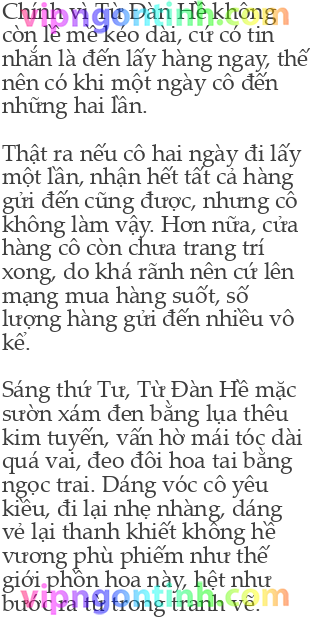 Chính vì Từ Đàn Hề không
còn lề mề kéo dài, cứ có tin
nhắn là đến lấy hàng ngay, thế
nên có khi một ngày cô đến
những hai lần.
Thật ra nếu cô hai ngày đi lấy
một lần, nhận hết tất cả hàng
gửi đến cũng được, nhưng cô
không làm vậy. Hơn nữa, cửa
hàng cô còn chưa trang trí
xong, do khá rãnh nên cứ lên
mạng mua hàng suốt, số
lượng hàng gửi đến nhiều vô
kể.
Sáng thứ Tư, Từ Đàn Hề mặc
sườn xám đen bằng lụa thêu
kim tuyến, vấn hờ mái tóc dài
quá vai, đeo đôi hoa tai bằng
ngọc trai. Dáng vóc cô yêu
kiều, đi lại nhẹ nhàng, dáng
vẻ lại thanh khiết không hề
vương phù phiếm như thế
giới phồn hoa này, hệt như
bước ra từ trong tranh vẽ.
vipngontinh.com
vipngontinh.com
vipngontinh.com
vipngontinh.com